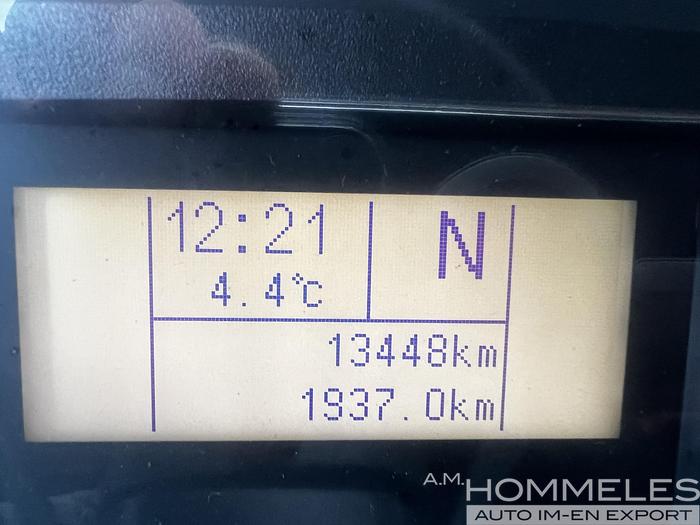 12:21
N
4.4°C
13448km
1937.0km
A.M.
HOMMELES
AUTO IM-EN EXPORT